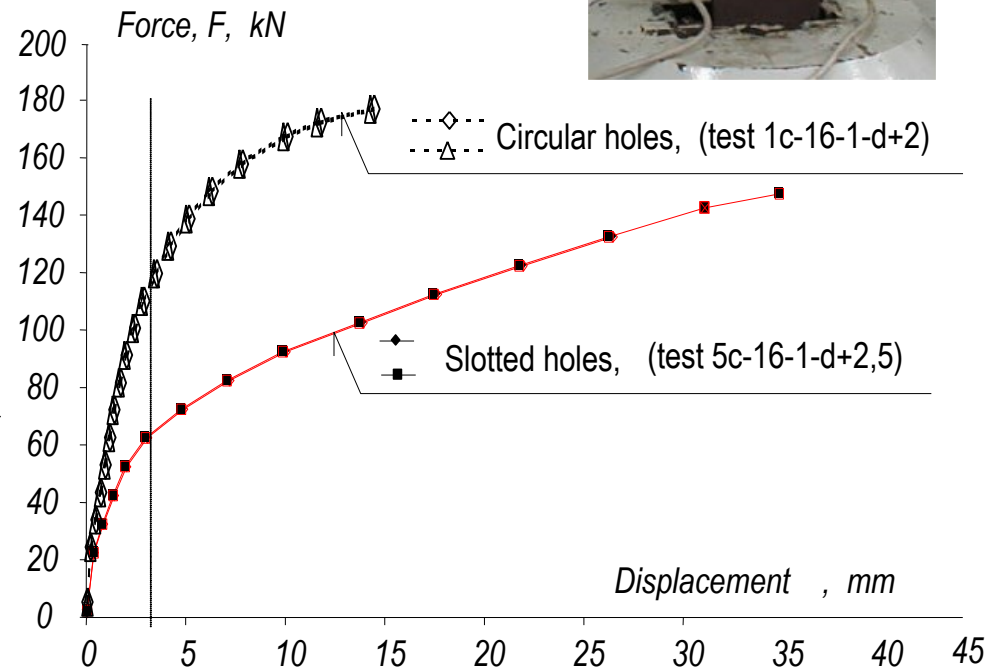 Force, F, kN
200
180
160
140
120
100
80
60
40
20
0
Circular holes, (test 1c-16-1-d+2)
Slotted holes, (test 5c-16-1-d+2,5)
Displacement , mm
0 5 10 15 20 25 30 35 40 45